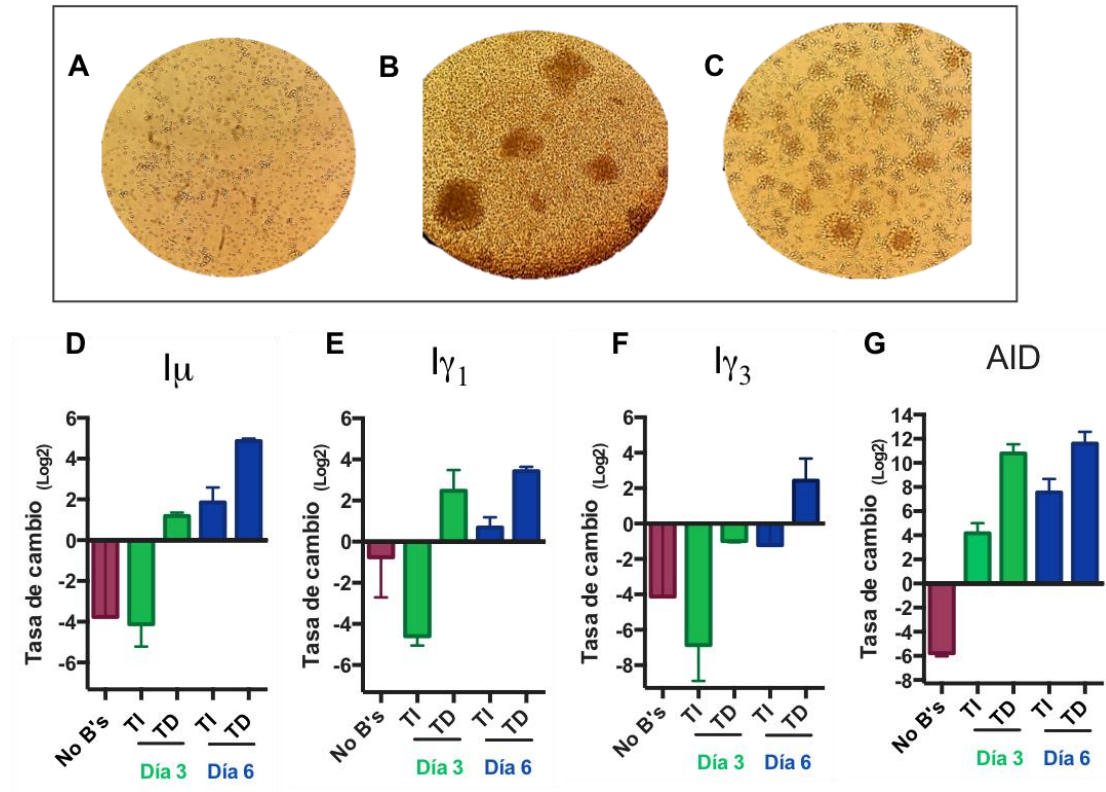 A
B
C
D
Iμ
Tasa de cambio (Log2)
6
4
2
0
-2
-4
-6
No B's
TI
TD
TI
TD
Día 3
Día 6
E
Iγ1
Tasa de cambio (Log2)
6
4
2
0
-2
-4
-6
No B's
TI
TD
TI
TD
Día 3
Día 6
F
Iγ3
Tasa de cambio (Log2)
6
4
2
0
-2
-4
-6
-8
No B's
TI
TD
TI
TD
Día 3
Día 6
G
AID
Tasa de cambio (Log2)
14
12
10
8
6
4
2
0
-2
-4
-6
-8
No B's
TI
TD
TI
TD
Día 3
Día 6